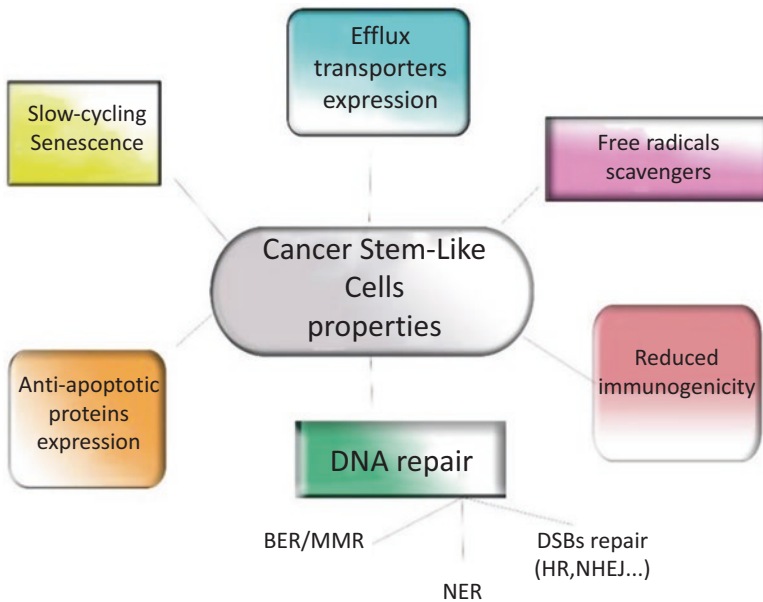 Efflux
transporters
expression
Slow-cycling
Senescence
Free radicals
scavengers
Cancer Stem-Like
Cells
properties
Anti-apoptotic
proteins
expression
Reduced
immunogenicity
DNA repair
BER/MMR
NER
DSBs repair
(HR,NHEJ...)